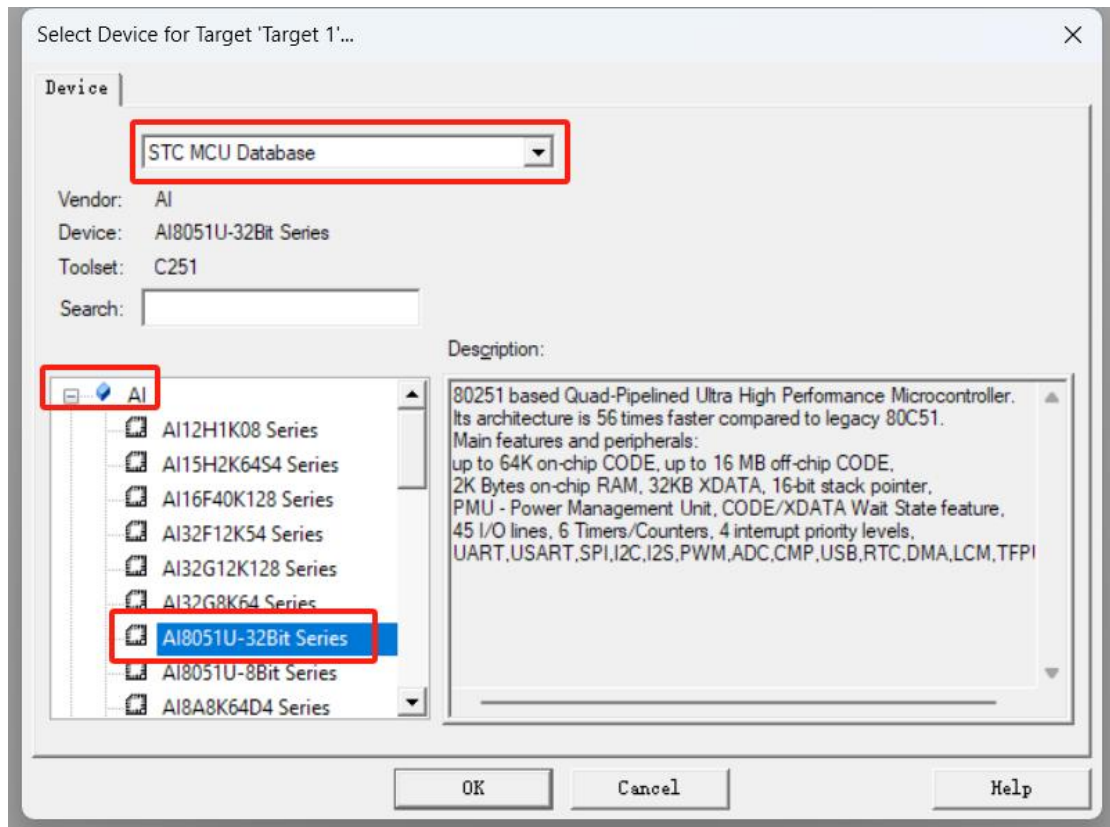 Select Device for Target 'Target 1'...
Device
STC MCU Database
Vendor: AI
Device: AI8051U-32Bit Series
Toolset: C251
Search:
Description:
AI
AI12H1K08 Series
AI15H2K64S4 Series
AI16F40K128 Series
AI32F12K54 Series
AI32G12K128 Series
AI32G8K64 Series
AI8051U-32Bit Series
AI8051U-8Bit Series
AI8A8K64D4 Series
80251 based Quad-Pipelined Ultra High Performance Microcontroller.
Its architecture is 56 times faster compared to legacy 80C51.
Main features and peripherals:
up to 64K on-chip CODE, up to 16 MB off-chip CODE,
2K Bytes on-chip RAM, 32KB XDATA, 16-bit stack pointer,
PMU - Power Management Unit, CODE/XDATA Wait State feature,
45 I/O lines, 6 Timers/Counters, 4 interrupt priority levels,
UART,USART,SPI,I2C,I2S,PWM,ADC,CMP,USB,RTC,DMA,LCM,TFPU
OK Cancel Help